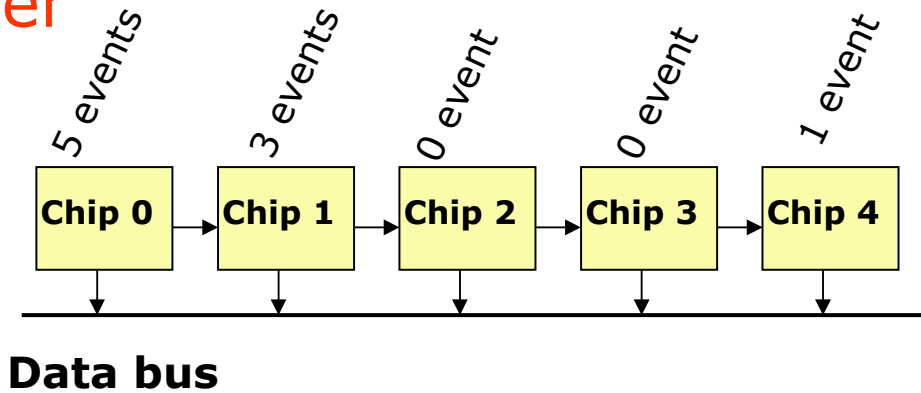 er
5 events
3 events
0 event
0 event
1 event
Chip 0
Chip 1
Chip 2
Chip 3
Chip 4
Data bus